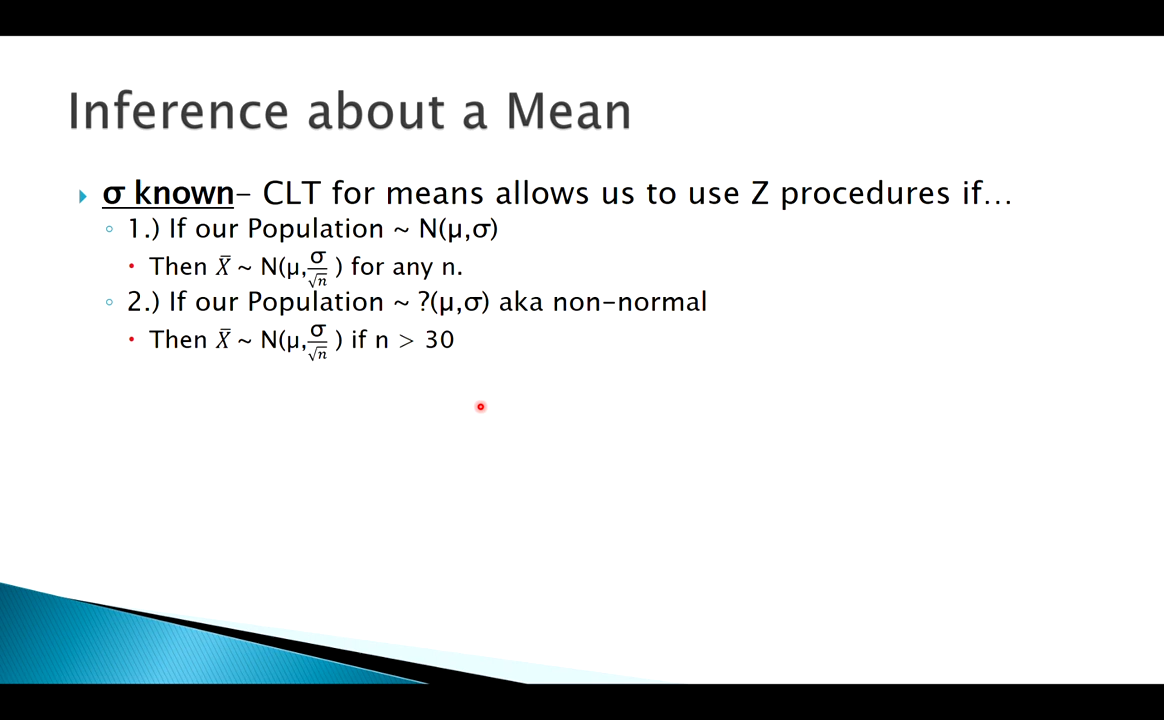 Inference about a Mean
σ known– CLT for means allows us to use Z procedures if…
1.) If our Population ~ N(μ,σ)
Then X̄ ~ N(μ,σ/√n ) for any n.
2.) If our Population ~ ?(μ,σ) aka non-normal
Then X̄ ~ N(μ,σ/√n ) if n > 30